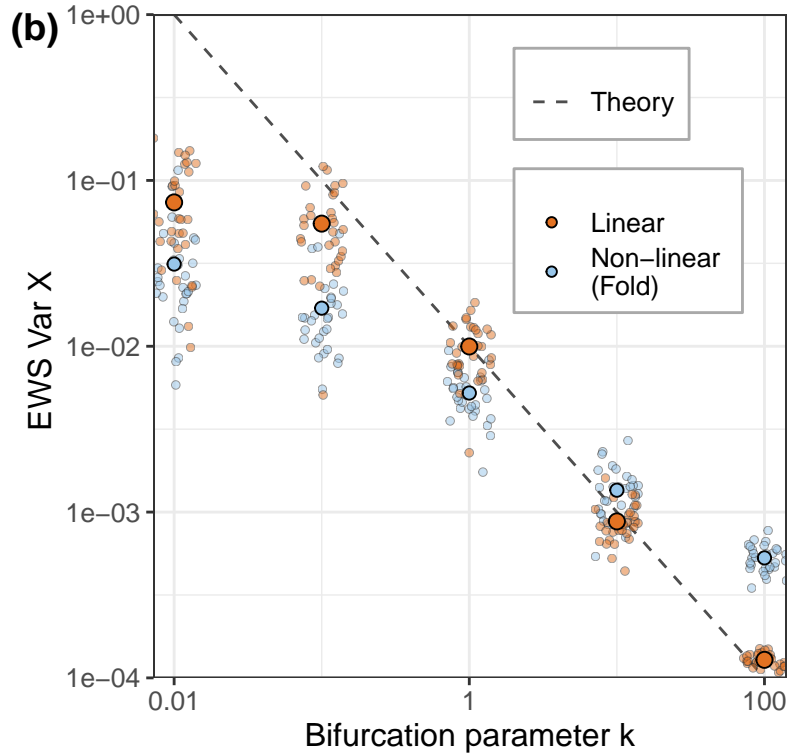 (b)
1e+00
1e−01
1e−02
1e−03
1e−04
EWS Var X
Theory
Linear
Non−linear
(Fold)
0.01
1
100
Bifurcation parameter k